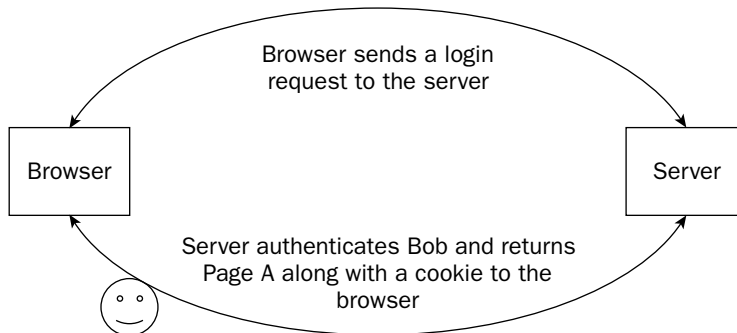 Browser sends a login
request to the server
Browser
Server
Server authenticates Bob and returns
Page A along with a cookie to the
browser